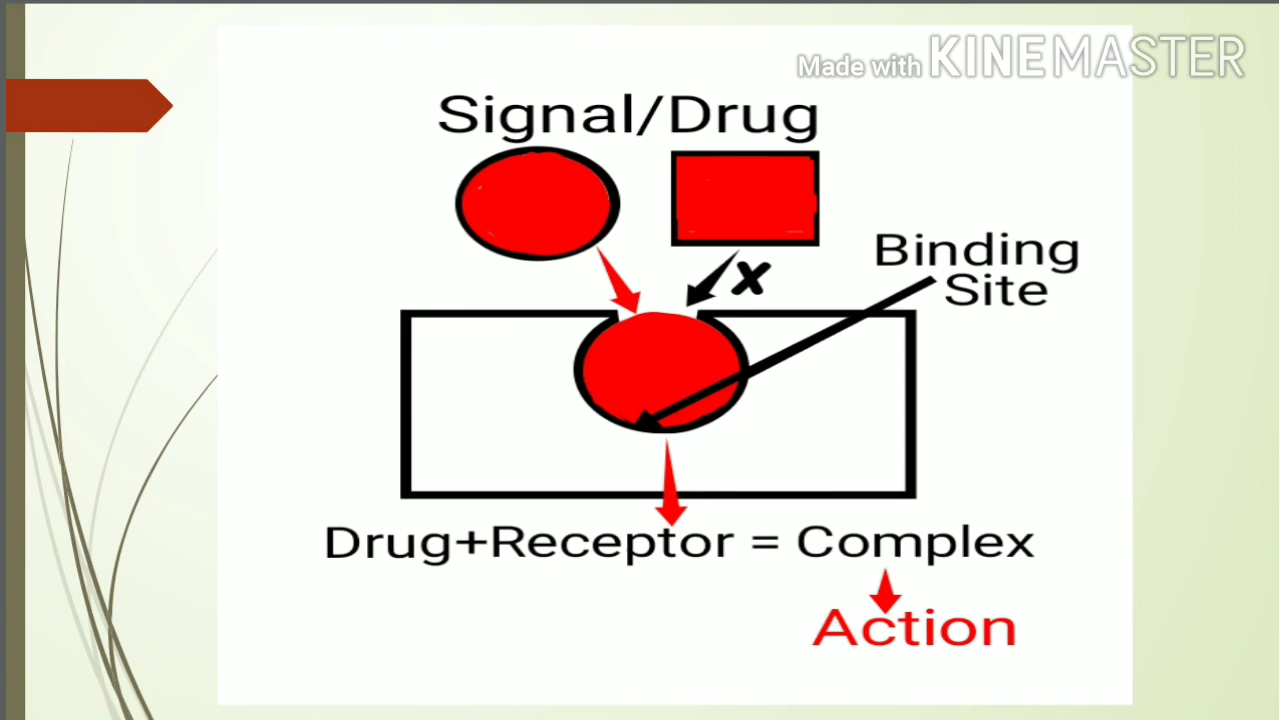 Made with KINEMASTER
Signal/Drug
x
Binding
Site
Drug+Receptor = Complex
Action